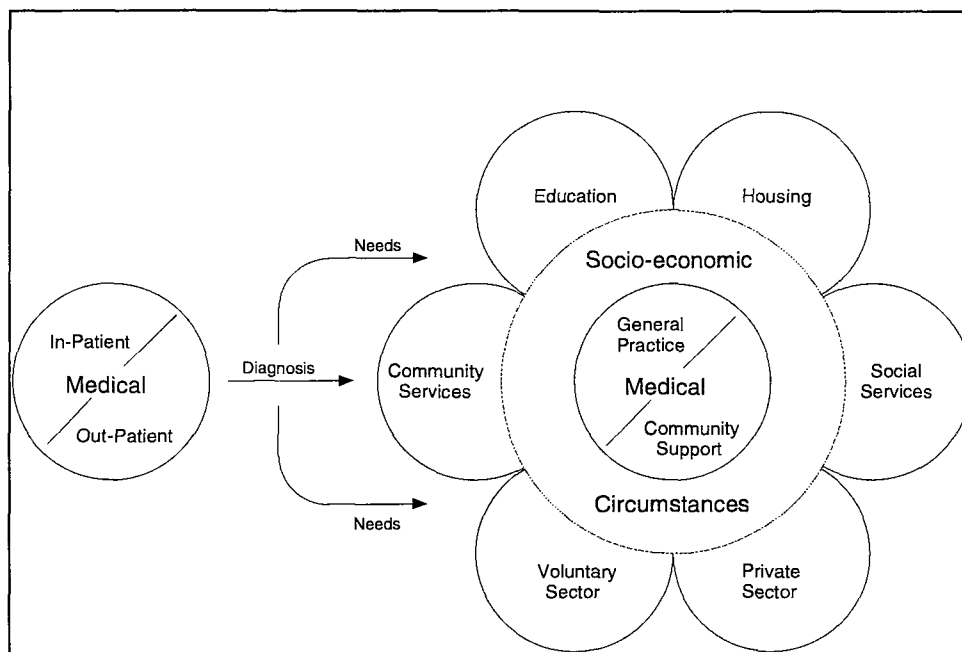 In-Patient
Medical
Out-Patient
Needs
Diagnosis
Needs
Education
Housing
Socio-economic
Community
Services
General
Practice
Medical
Community
Support
Social
Services
Circumstances
Voluntary
Sector
Private
Sector